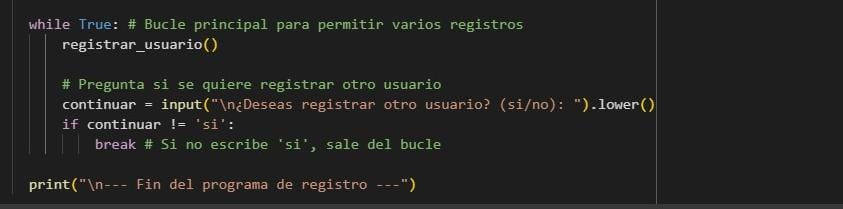 while True: # Bucle principal para permitir varios registros
registrar_usuario()
# Pregunta si se quiere registrar otro usuario
continuar = input("\n¿Deseas registrar otro usuario? (si/no): ").lower()
if continuar != 'si':
break # Si no escribe 'si', sale del bucle
print("\n--- Fin del programa de registro ---")